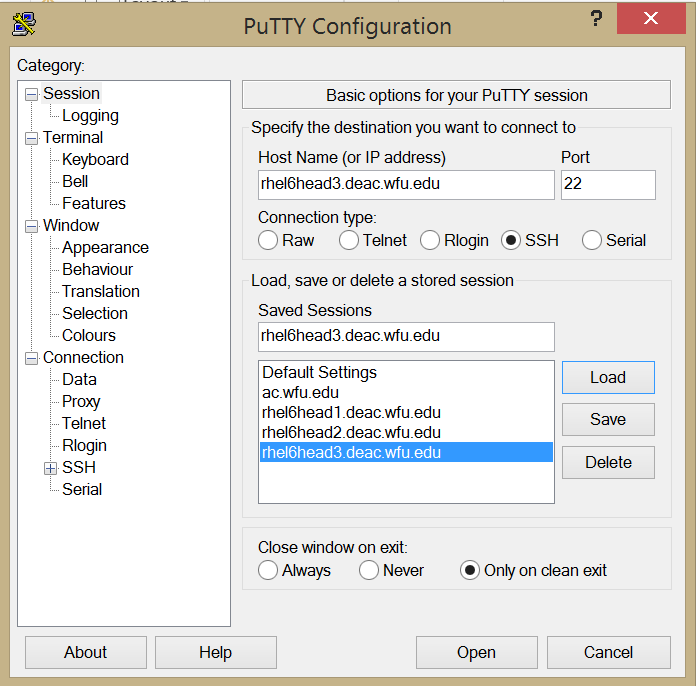 PuTTY Configuration
?
Category:
Session
Logging
Terminal
Keyboard
Bell
Features
Window
Appearance
Behaviour
Translation
Selection
Colours
Connection
Data
Proxy
Telnet
Rlogin
SSH
Serial
Basic options for your PuTTY session
Specify the destination you want to connect to
Host Name (or IP address) Port
rhel6head3.deac.wfu.edu 22
Connection type:
Raw Telnet Rlogin SSH Serial
Load, save or delete a stored session
Saved Sessions
rhel6head3.deac.wfu.edu
Default Settings
ac.wfu.edu
rhel6head1.deac.wfu.edu
rhel6head2.deac.wfu.edu
rhel6head3.deac.wfu.edu
Load
Save
Delete
Close window on exit:
Always Never Only on clean exit
About Help Open Cancel